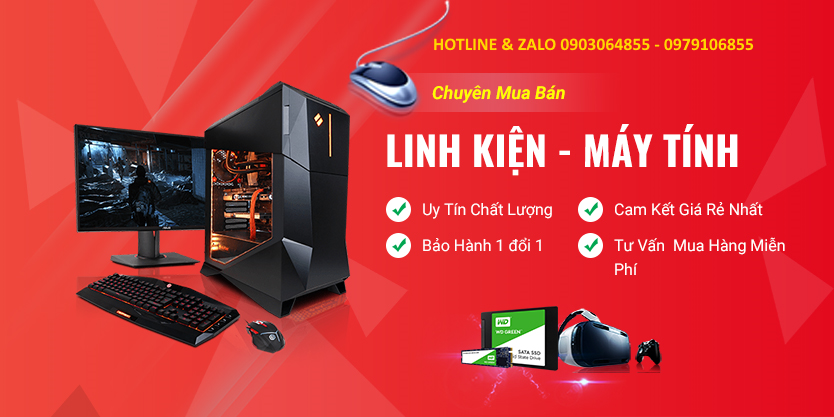 HOTLINE & ZALO 0903064855 - 0979106855
Chuyên Mua Bán
LINH KIỆN - MÁY TÍNH
Uy Tín Chất Lượng
Cam Kết Giá Rẻ Nhất
Bảo Hành 1 đổi 1
Tư Vấn Mua Hàng Miễn
Phí
WD
WD GREEN
SATA SSD